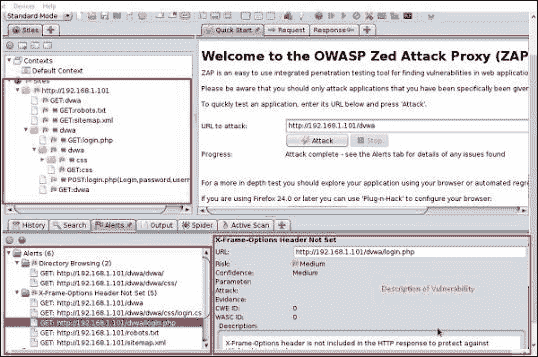 Devices Help
Standard Mode
Sites
Quick Start Request Response
Contexts
Default Context
Sites
http://192.168.1.101
GET:dvwa
GET:robots.txt
GET:sitemap.xml
dvwa
GET:login.php
dvwa
css
GET:css
POST:login.php(Login,password,user
GET:dvwa
Welcome to the OWASP Zed Attack Proxy (ZAP
ZAP is an easy to use integrated penetration testing tool for finding vulnerabilities in web applicatio
Please be aware that you should only attack applications that you have been specifically been giver
To quickly test an application, enter its URL below and press 'Attack'.
URL to attack: http://192.168.1.101/dvwa
Attack Stop
Progress: Attack complete - see the Alerts tab for details of any issues found
For a more in depth test you should explore your application using your browser or automated regre
If you are using Firefox 24.0 or later you can use 'Plug-n-Hack' to configure your browser:
History Search Alerts Output Spider Active Scan
Alerts (6)
Directory Browsing (2)
GET: http://192.168.1.101/dvwa/dvwa/
GET: http://192.168.1.101/dvwa/dvwa/css/
X-Frame-Options Header Not Set (5)
GET: http://192.168.1.101/dvwa
GET: http://192.168.1.101/dvwa/dvwa/css/login.cs
GET: http://192.168.1.101/dvwa/login.php
GET: http://192.168.1.101/robots.txt
GET: http://192.168.1.101/sitemap.xml
X-Frame-Options Header Not Set
URL: http://192.168.1.101/dvwa/login.php
Risk: Medium
Confidence: Medium
Parameter:
Attack: Description of Vulnerability
Evidence:
CWE ID: 0
WASC ID: 0
Description:
X-Frame-Options header is not included in the HTTP response to protect against